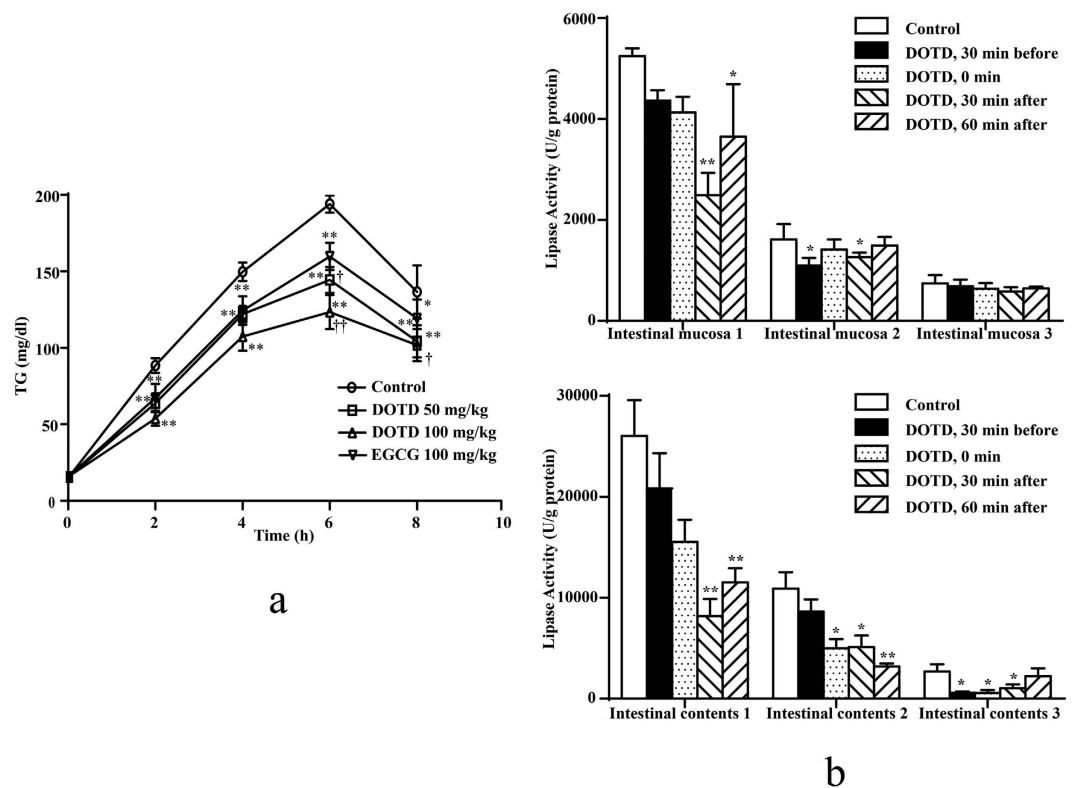 TG (mg/dl)
200
150
100
50
0
0
2
4
6
8
10
Time (h)
**
**
**
**
**
**
**
**
†
**
††
*
**
**
†
Control
DOTD 50 mg/kg
DOTD 100 mg/kg
EGCG 100 mg/kg
a
Lipase Activity (U/g protein)
6000
4000
2000
0
**
*
*
*
Control
DOTD, 30 min before
DOTD, 0 min
DOTD, 30 min after
DOTD, 60 min after
Intestinal mucosa 1
Intestinal mucosa 2
Intestinal mucosa 3
Lipase Activity (U/g protein)
30000
20000
10000
0
**
**
*
*
**
*
*
*
Control
DOTD, 30 min before
DOTD, 0 min
DOTD, 30 min after
DOTD, 60 min after
Intestinal contents 1
Intestinal contents 2
Intestinal contents 3
b